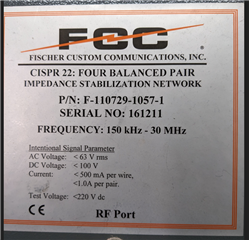 FCC
FISCHER CUSTOM COMMUNICATIONS, INC.
CISPR 22: FOUR BALANCED PAIR
IMPEDANCE STABILIZATION NETWORK
P/N: F-110729-1057-1
SERIAL NO: 161211
FREQUENCY: 150 kHz - 30 MHz
Intentional Signal Parameter
AC Voltage: < 63 v rms
DC Voltage: < 100 V
Current: < 500 mA per wire,
<1.0A per pair.
Test Voltage: <220 v dc
CE RF Port